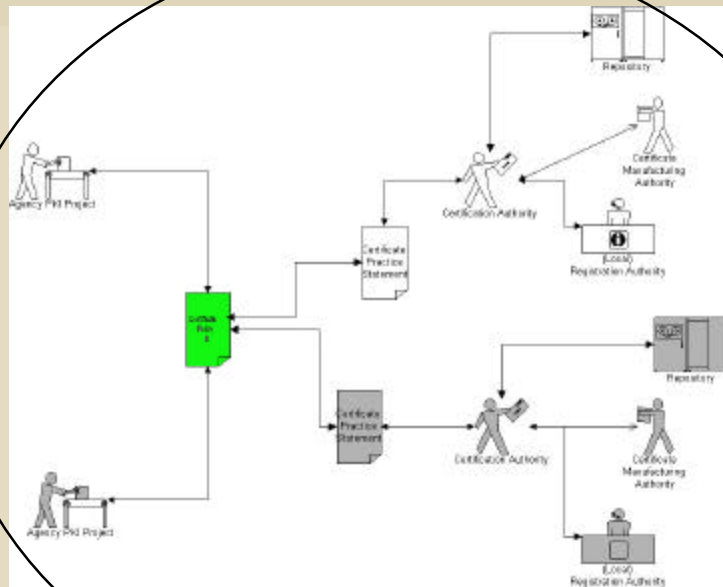 Repository
Certificate
Manufacturing
Authority
Agency PKI Project
Certification Authority
(Local)
Registration Authority
Certificate
Practice
Statement
Repository
Certificate
Practice
Statement
Certification Authority
Certificate
Manufacturing
Authority
Agency PKI Project
(Local)
Registration Authority